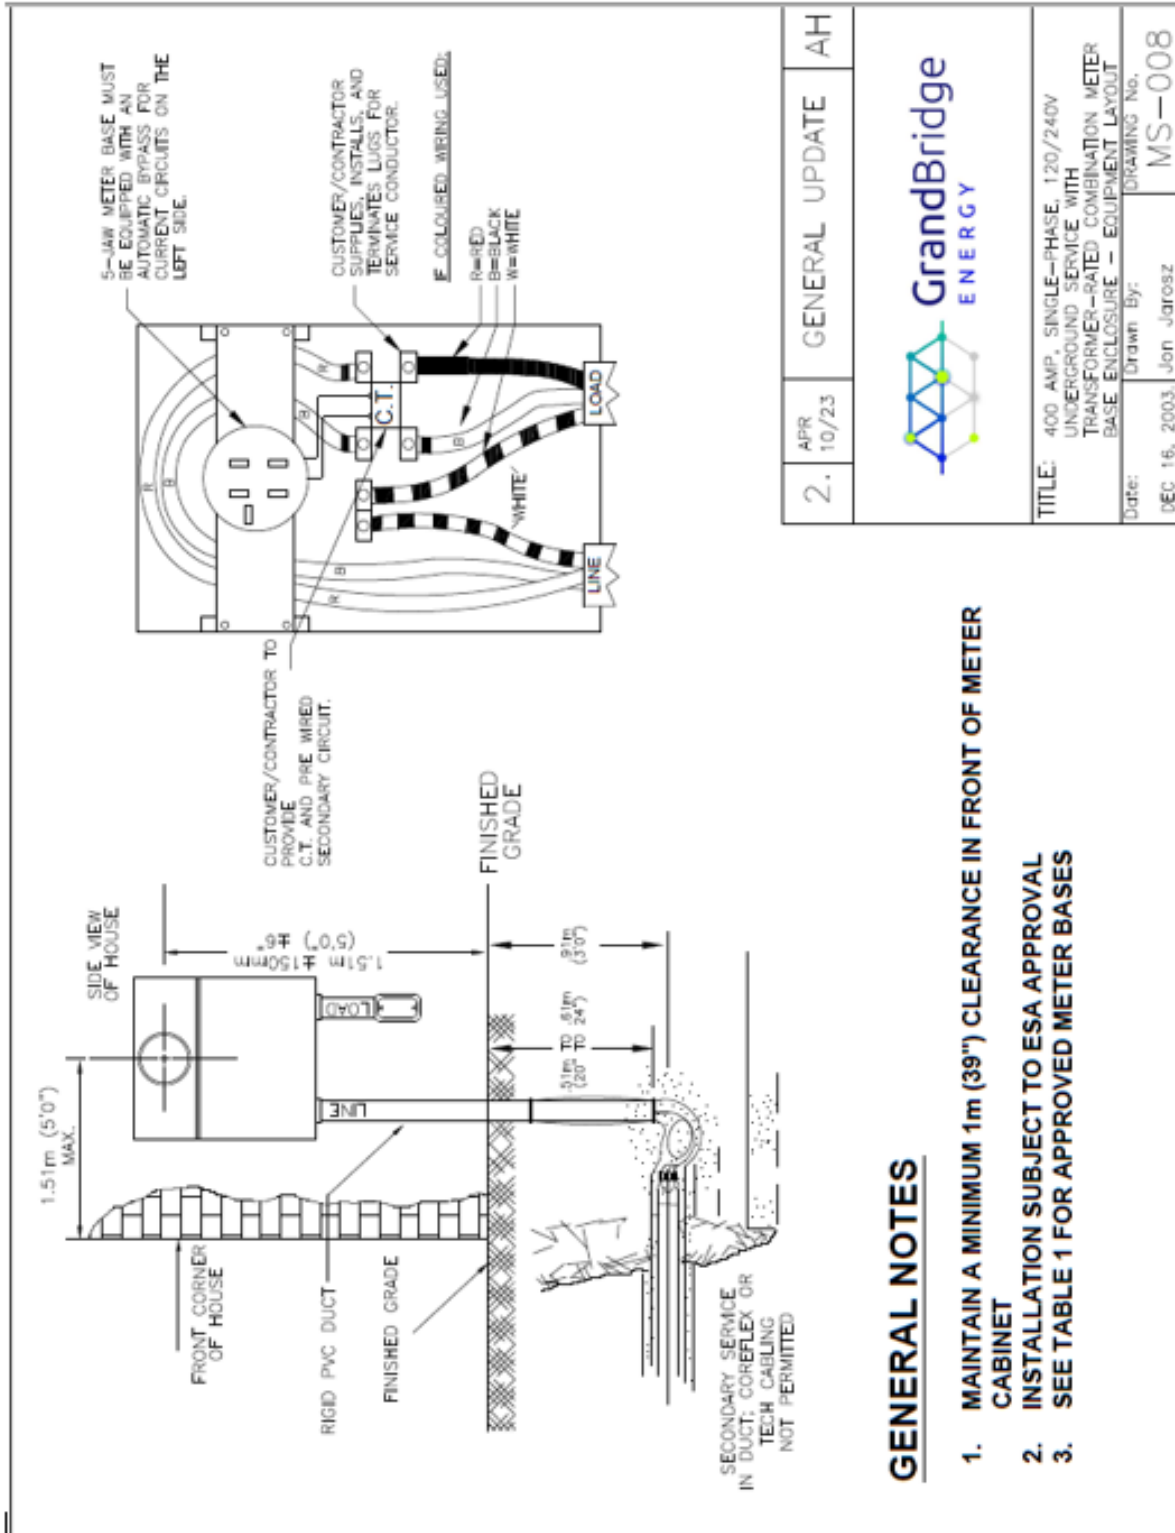 SIDE VIEW
OF HOUSE
1.51m (5'0")
MAX.
FRONT CORNER
OF HOUSE
1.51m ±150mm
(5'0") ±6"
LINE
LOAD
RIGID PVC DUCT
FINISHED GRADE
FINISHED
GRADE
.51m TO .61m
(20" TO 24")
.91m
(3'0")
SECONDARY SERVICE
IN DUCT; COREFLEX OR
TECH CABLING
NOT PERMITTED
5-JAW METER BASE MUST
BE EQUIPPED WITH AN
AUTOMATIC BYPASS FOR
CURRENT CIRCUITS ON THE
LEFT SIDE.
CUSTOMER/CONTRACTOR TO
PROVIDE
C.T. AND PRE WIRED
SECONDARY CIRCUIT.
CUSTOMER/CONTRACTOR
SUPPLIES, INSTALLS, AND
TERMINATES LUGS FOR
SERVICE CONDUCTOR.
IF COLOURED WIRING USED:
R=RED
B=BLACK
W=WHITE
R
B
B
R
C.T.
R
B
B
WHITE
LINE
LOAD
GENERAL NOTES
1. MAINTAIN A MINIMUM 1m (39") CLEARANCE IN FRONT OF METER
CABINET
2. INSTALLATION SUBJECT TO ESA APPROVAL
3. SEE TABLE 1 FOR APPROVED METER BASES
2. APR 10/23 GENERAL UPDATE AH
GrandBridge
ENERGY
TITLE: 400 AMP, SINGLE-PHASE, 120/240V
UNDERGROUND SERVICE WITH
TRANSFORMER-RATED COMBINATION METER
BASE ENCLOSURE - EQUIPMENT LAYOUT
Date: Drawn By: DRAWING No.
DEC 16, 2003 Jon Jarosz MS-008